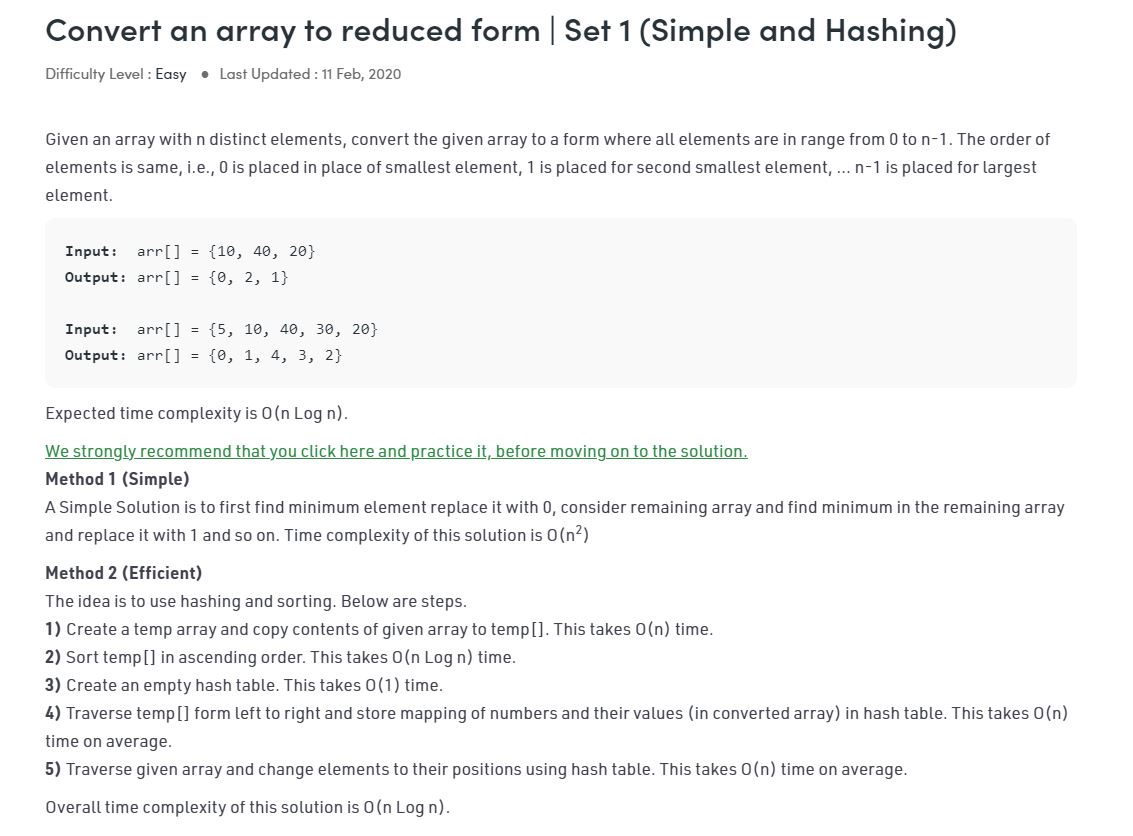 Convert an array to reduced form | Set 1 (Simple and Hashing)
Difficulty Level : Easy ● Last Updated : 11 Feb, 2020
Given an array with n distinct elements, convert the given array to a form where all elements are in range from 0 to n-1. The order of
elements is same, i.e., 0 is placed in place of smallest element, 1 is placed for second smallest element, … n-1 is placed for largest
element.
Input:  arr[] = {10, 40, 20}
Output: arr[] = {0, 2, 1}
Input:  arr[] = {5, 10, 40, 30, 20}
Output: arr[] = {0, 1, 4, 3, 2}
Expected time complexity is O(n Log n).
We strongly recommend that you click here and practice it, before moving on to the solution.
Method 1 (Simple)
A Simple Solution is to first find minimum element replace it with 0, consider remaining array and find minimum in the remaining array
and replace it with 1 and so on. Time complexity of this solution is O(n²)
Method 2 (Efficient)
The idea is to use hashing and sorting. Below are steps.
1) Create a temp array and copy contents of given array to temp[]. This takes O(n) time.
2) Sort temp[] in ascending order. This takes O(n Log n) time.
3) Create an empty hash table. This takes O(1) time.
4) Traverse temp[] form left to right and store mapping of numbers and their values (in converted array) in hash table. This takes O(n)
time on average.
5) Traverse given array and change elements to their positions using hash table. This takes O(n) time on average.
Overall time complexity of this solution is O(n Log n).